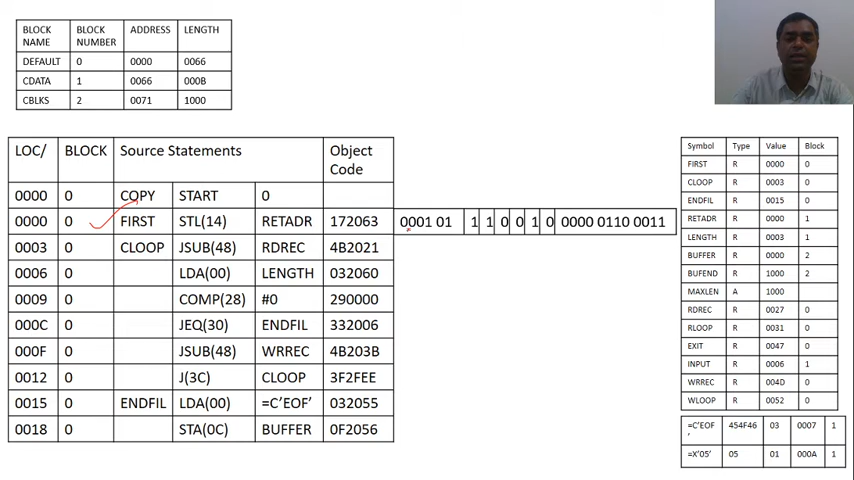 BLOCK NAME BLOCK NUMBER ADDRESS LENGTH
DEFAULT 0 0000 0066
CDATA 1 0066 000B
CBLKS 2 0071 1000
LOC/ BLOCK Source Statements Object Code
0000 0 COPY START 0
0000 0 FIRST STL(14) RETADR 172063 0001 01 1 1 0 0 1 0 0000 0110 0011
0003 0 CLOOP JSUB(48) RDREC 4B2021
0006 0 LDA(00) LENGTH 032060
0009 0 COMP(28) #0 290000
000C 0 JEQ(30) ENDFIL 332006
000F 0 JSUB(48) WRREC 4B203B
0012 0 J(3C) CLOOP 3F2FEE
0015 0 ENDFIL LDA(00) =C’EOF’ 032055
0018 0 STA(0C) BUFFER 0F2056
Symbol Type Value Block
FIRST R 0000 0
CLOOP R 0003 0
ENDFIL R 0015 0
RETADR R 0000 1
LENGTH R 0003 1
BUFFER R 0000 2
BUFEND R 1000 2
MAXLEN A 1000
RDREC R 0027 0
RLOOP R 0031 0
EXIT R 0047 0
INPUT R 0006 1
WRREC R 004D 0
WLOOP R 0052 0
=C’EOF’ 454F46 03 0007 1
=X’05’ 05 01 000A 1